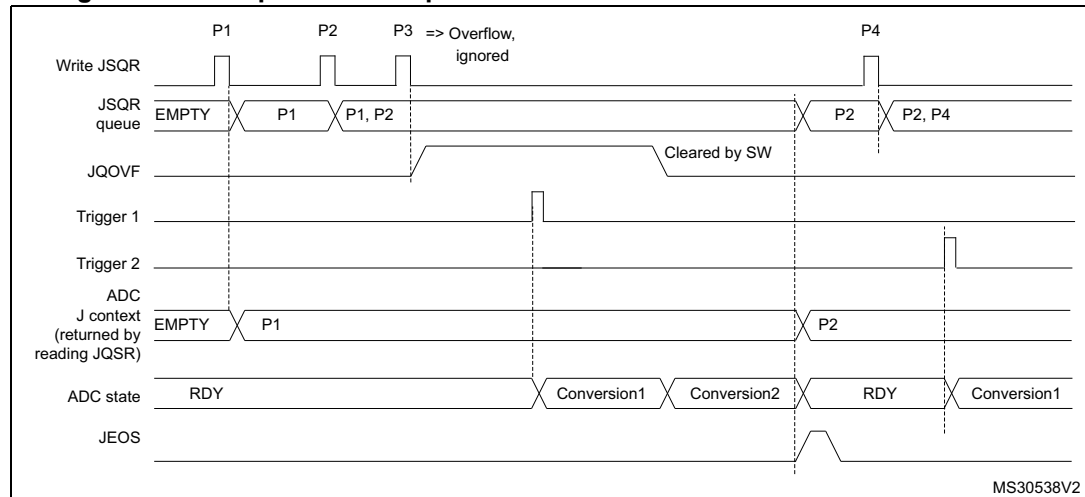 P1 P2 P3 => Overflow, P4
ignored
Write JSQR
JSQR
queue EMPTY P1 P1, P2 P2 P2, P4
JQOVF Cleared by SW
Trigger 1
Trigger 2
ADC
J context
(returned by
reading JQSR) EMPTY P1 P2
ADC state RDY Conversion1 Conversion2 RDY Conversion1
JEOS
MS30538V2